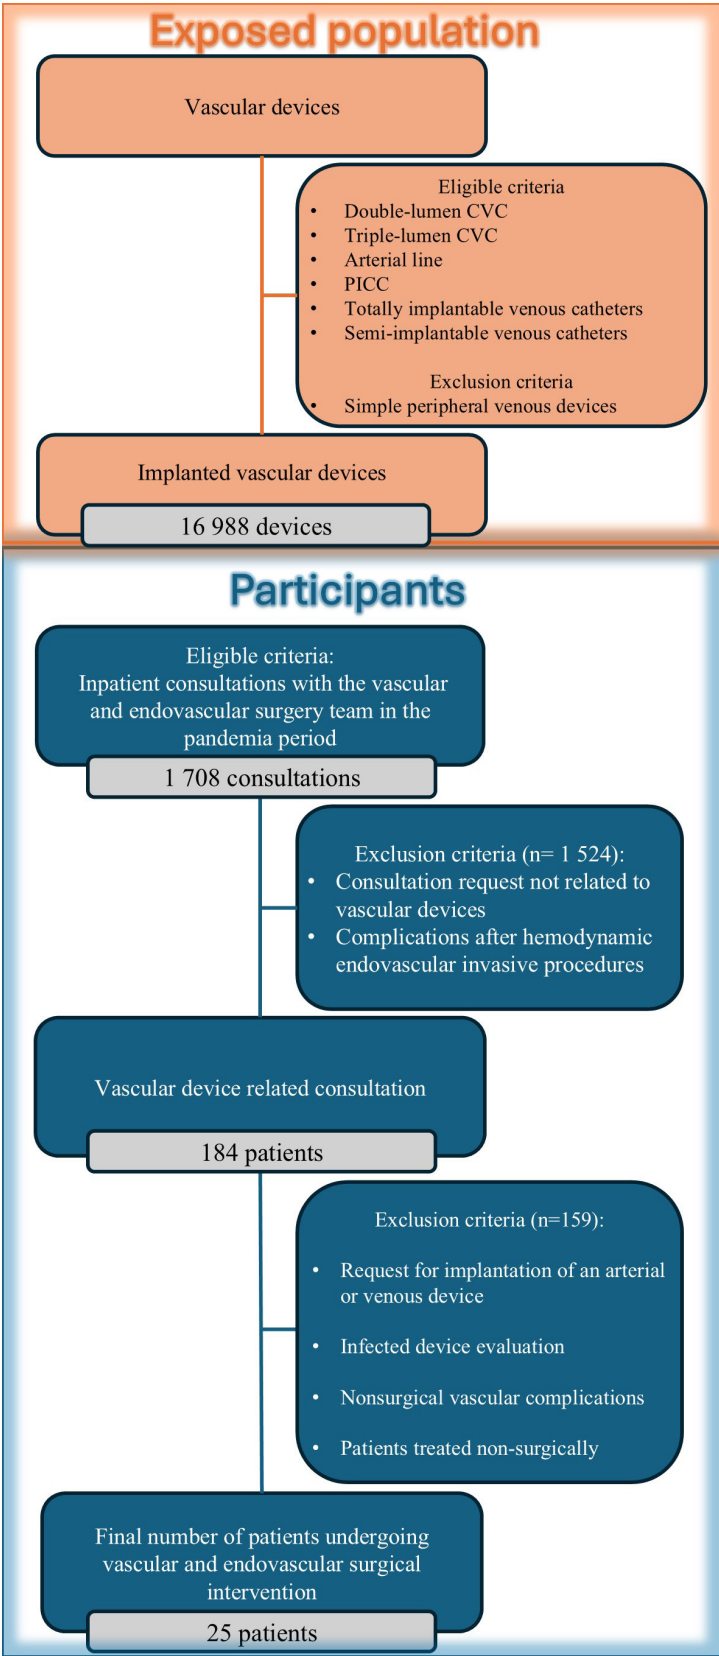 Exposed population
Vascular devices
Eligible criteria
• Double-lumen CVC
• Triple-lumen CVC
• Arterial line
• PICC
• Totally implantable venous catheters
• Semi-implantable venous catheters
Exclusion criteria
• Simple peripheral venous devices
Implanted vascular devices
16 988 devices
Participants
Eligible criteria:
Inpatient consultations with the vascular
and endovascular surgery team in the
pandemia period
1 708 consultations
Exclusion criteria (n= 1 524):
• Consultation request not related to
vascular devices
• Complications after hemodynamic
endovascular invasive procedures
Vascular device related consultation
184 patients
Exclusion criteria (n=159):
• Request for implantation of an arterial
or venous device
• Infected device evaluation
• Nonsurgical vascular complications
• Patients treated non-surgically
Final number of patients undergoing
vascular and endovascular surgical
intervention
25 patients